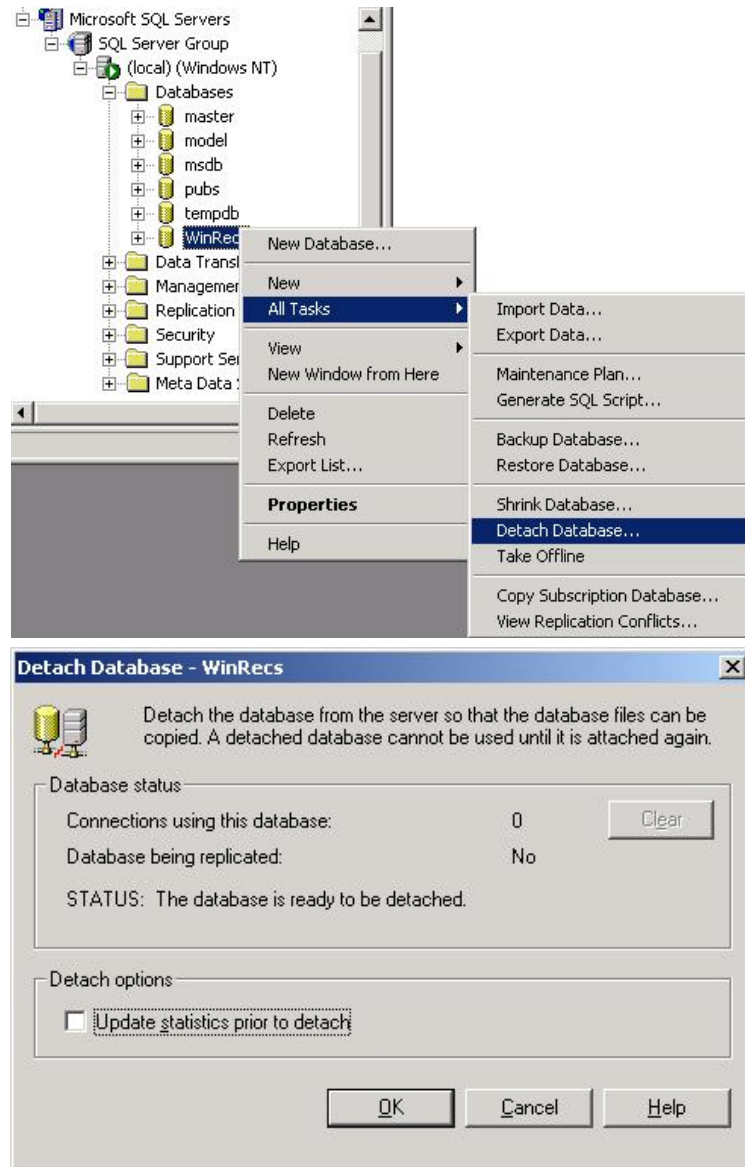 Microsoft SQL Servers
SQL Server Group
(local) (Windows NT)
Databases
master
model
msdb
pubs
tempdb
WinRec
Data Transl
Managemer
Replication
Security
Support Ser
Meta Data
New Database...
New
All Tasks
View
New Window from Here
Delete
Refresh
Export List...
Properties
Help
Import Data...
Export Data...
Maintenance Plan...
Generate SQL Script...
Backup Database...
Restore Database...
Shrink Database...
Detach Database...
Take Offline
Copy Subscription Database...
View Replication Conflicts...
Detach Database - WinRecs
Detach the database from the server so that the database files can be
copied. A detached database cannot be used until it is attached again.
Database status
Connections using this database: 0 Clear
Database being replicated: No
STATUS: The database is ready to be detached.
Detach options
Update statistics prior to detach
OK Cancel Help